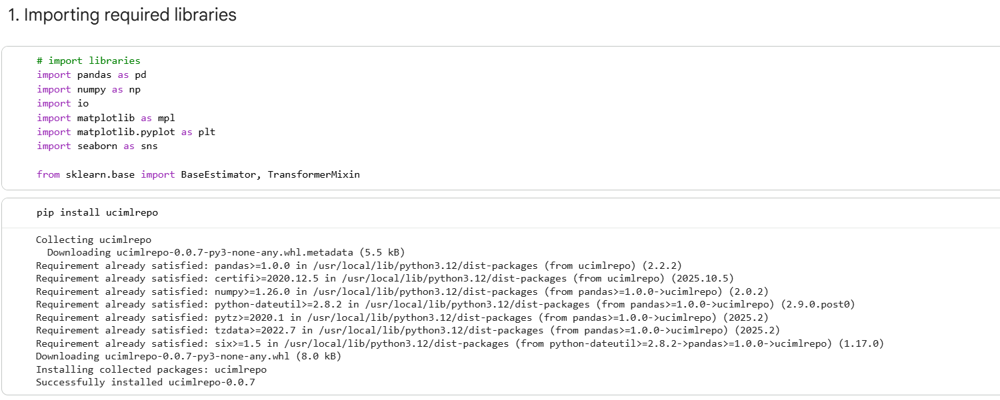 1. Importing required libraries
# import libraries
import pandas as pd
import numpy as np
import io
import matplotlib as mpl
import matplotlib.pyplot as plt
import seaborn as sns
from sklearn.base import BaseEstimator, TransformerMixin
pip install ucimlrepo
Collecting ucimlrepo
  Downloading ucimlrepo-0.0.7-py3-none-any.whl.metadata (5.5 kB)
Requirement already satisfied: pandas>=1.0.0 in /usr/local/lib/python3.12/dist-packages (from ucimlrepo) (2.2.2)
Requirement already satisfied: certifi>=2020.12.5 in /usr/local/lib/python3.12/dist-packages (from ucimlrepo) (2025.10.5)
Requirement already satisfied: numpy>=1.26.0 in /usr/local/lib/python3.12/dist-packages (from pandas>=1.0.0->ucimlrepo) (2.0.2)
Requirement already satisfied: python-dateutil>=2.8.2 in /usr/local/lib/python3.12/dist-packages (from pandas>=1.0.0->ucimlrepo) (2.9.0.post0)
Requirement already satisfied: pytz>=2020.1 in /usr/local/lib/python3.12/dist-packages (from pandas>=1.0.0->ucimlrepo) (2025.2)
Requirement already satisfied: tzdata>=2022.7 in /usr/local/lib/python3.12/dist-packages (from pandas>=1.0.0->ucimlrepo) (2025.2)
Requirement already satisfied: six>=1.5 in /usr/local/lib/python3.12/dist-packages (from python-dateutil>=2.8.2->pandas>=1.0.0->ucimlrepo) (1.17.0)
Downloading ucimlrepo-0.0.7-py3-none-any.whl (8.0 kB)
Installing collected packages: ucimlrepo
Successfully installed ucimlrepo-0.0.7